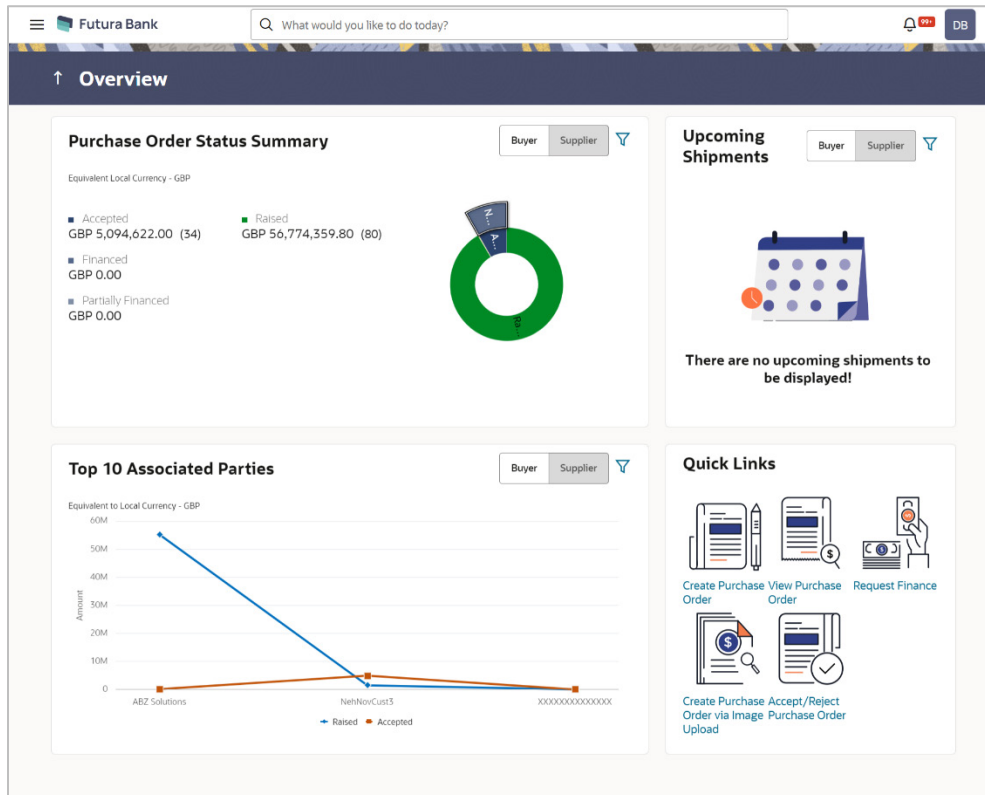 Futura Bank
What would you like to do today?
99+
DB
↑ Overview
Purchase Order Status Summary
Buyer
Supplier
Equivalent Local Currency - GBP
Accepted
GBP 5,094,622.00 (34)
Raised
GBP 56,774,359.80 (80)
Financed
GBP 0.00
Partially Financed
GBP 0.00
N...
A...
Ra...
Upcoming
Shipments
Buyer
Supplier
There are no upcoming shipments to
be displayed!
Top 10 Associated Parties
Buyer
Supplier
Equivalent to Local Currency - GBP
Amount
60M
50M
40M
30M
20M
10M
0
ABZ Solutions
NehNovCust3
XXXXXXXXXXXXXX
Raised
Accepted
Quick Links
$
Create Purchase
Order
View Purchase
Order
Request Finance
$
Create Purchase
Order via Image
Upload
Accept/Reject
Purchase Order